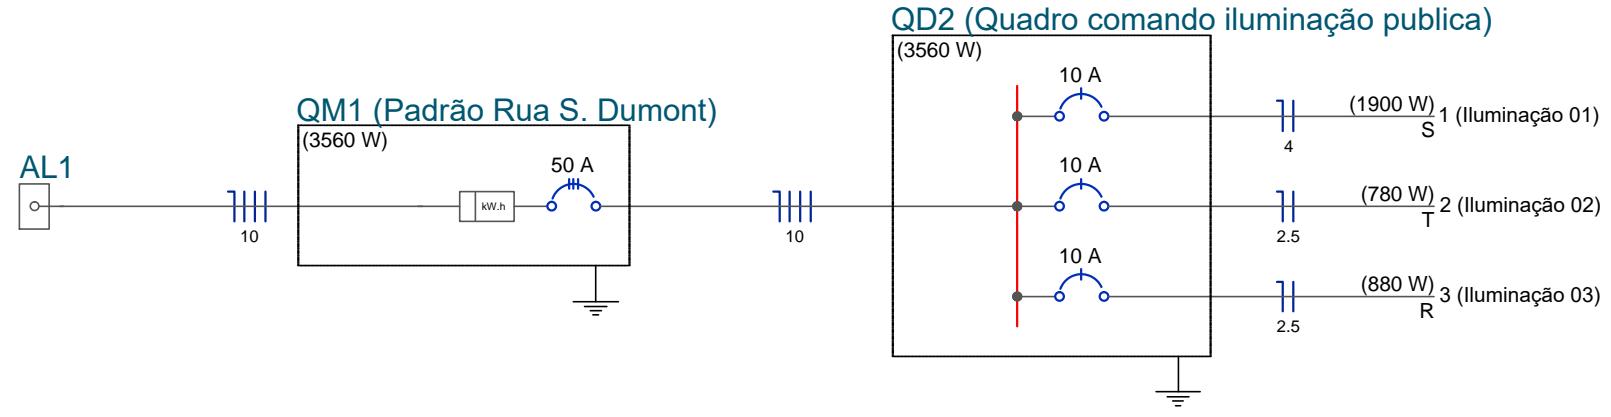 QD2 (Quadro comando iluminação publica)
(3560 W)
10 A
(1900 W)
1 (Iluminação 01)
S
4
QM1 (Padrão Rua S. Dumont)
(3560 W)
50 A
AL1
kW.h
10
10
10 A
(780 W)
2 (Iluminação 02)
T
2.5
10 A
(880 W)
3 (Iluminação 03)
R
2.5